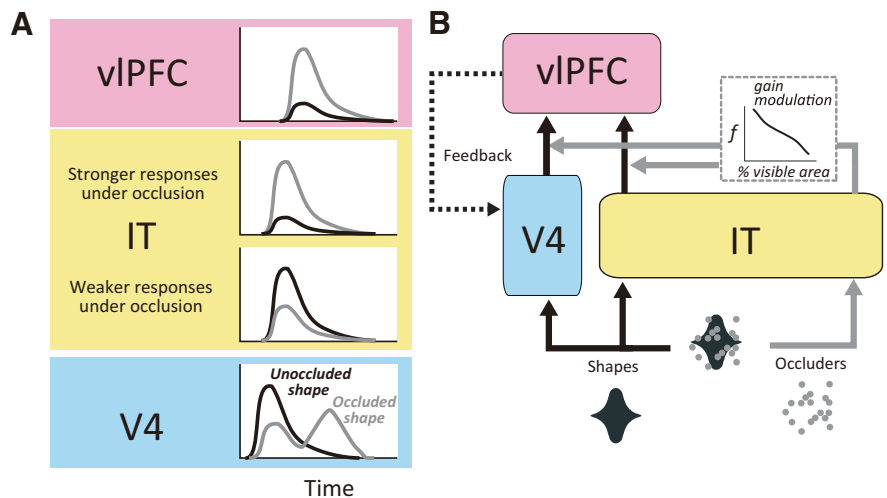 A
vlPFC
Stronger responses
under occlusion
IT
Weaker responses
under occlusion
V4
Unoccluded
shape
Occluded
shape
Time
B
vlPFC
gain
modulation
f
% visible area
Feedback
V4
IT
Shapes
Occluders